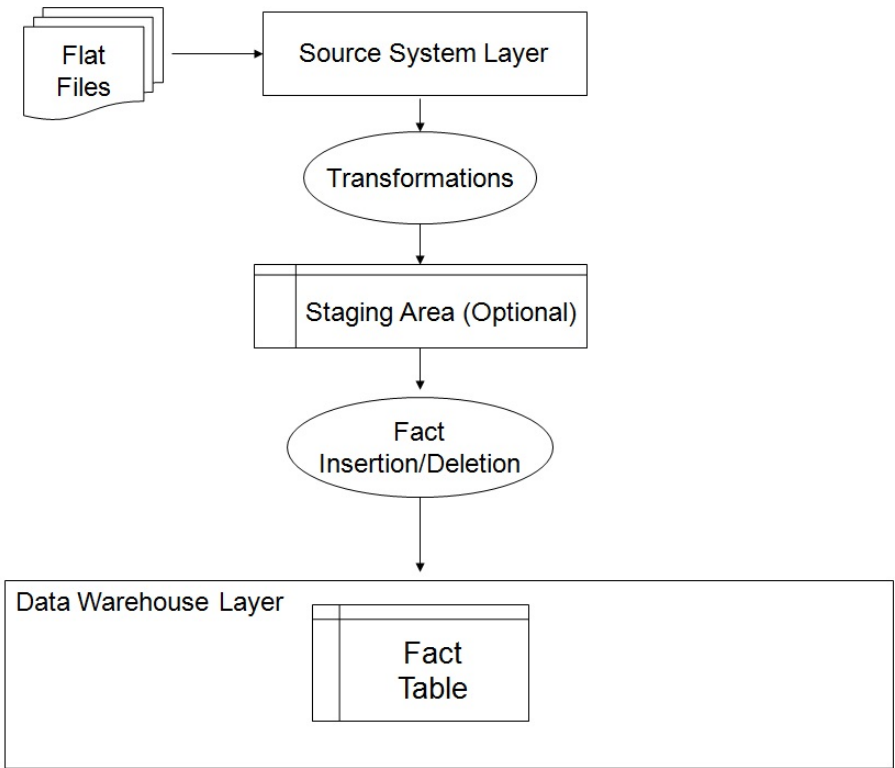 Flat
Files
Source System Layer
Transformations
Staging Area (Optional)
Fact
Insertion/Deletion
Data Warehouse Layer
Fact
Table